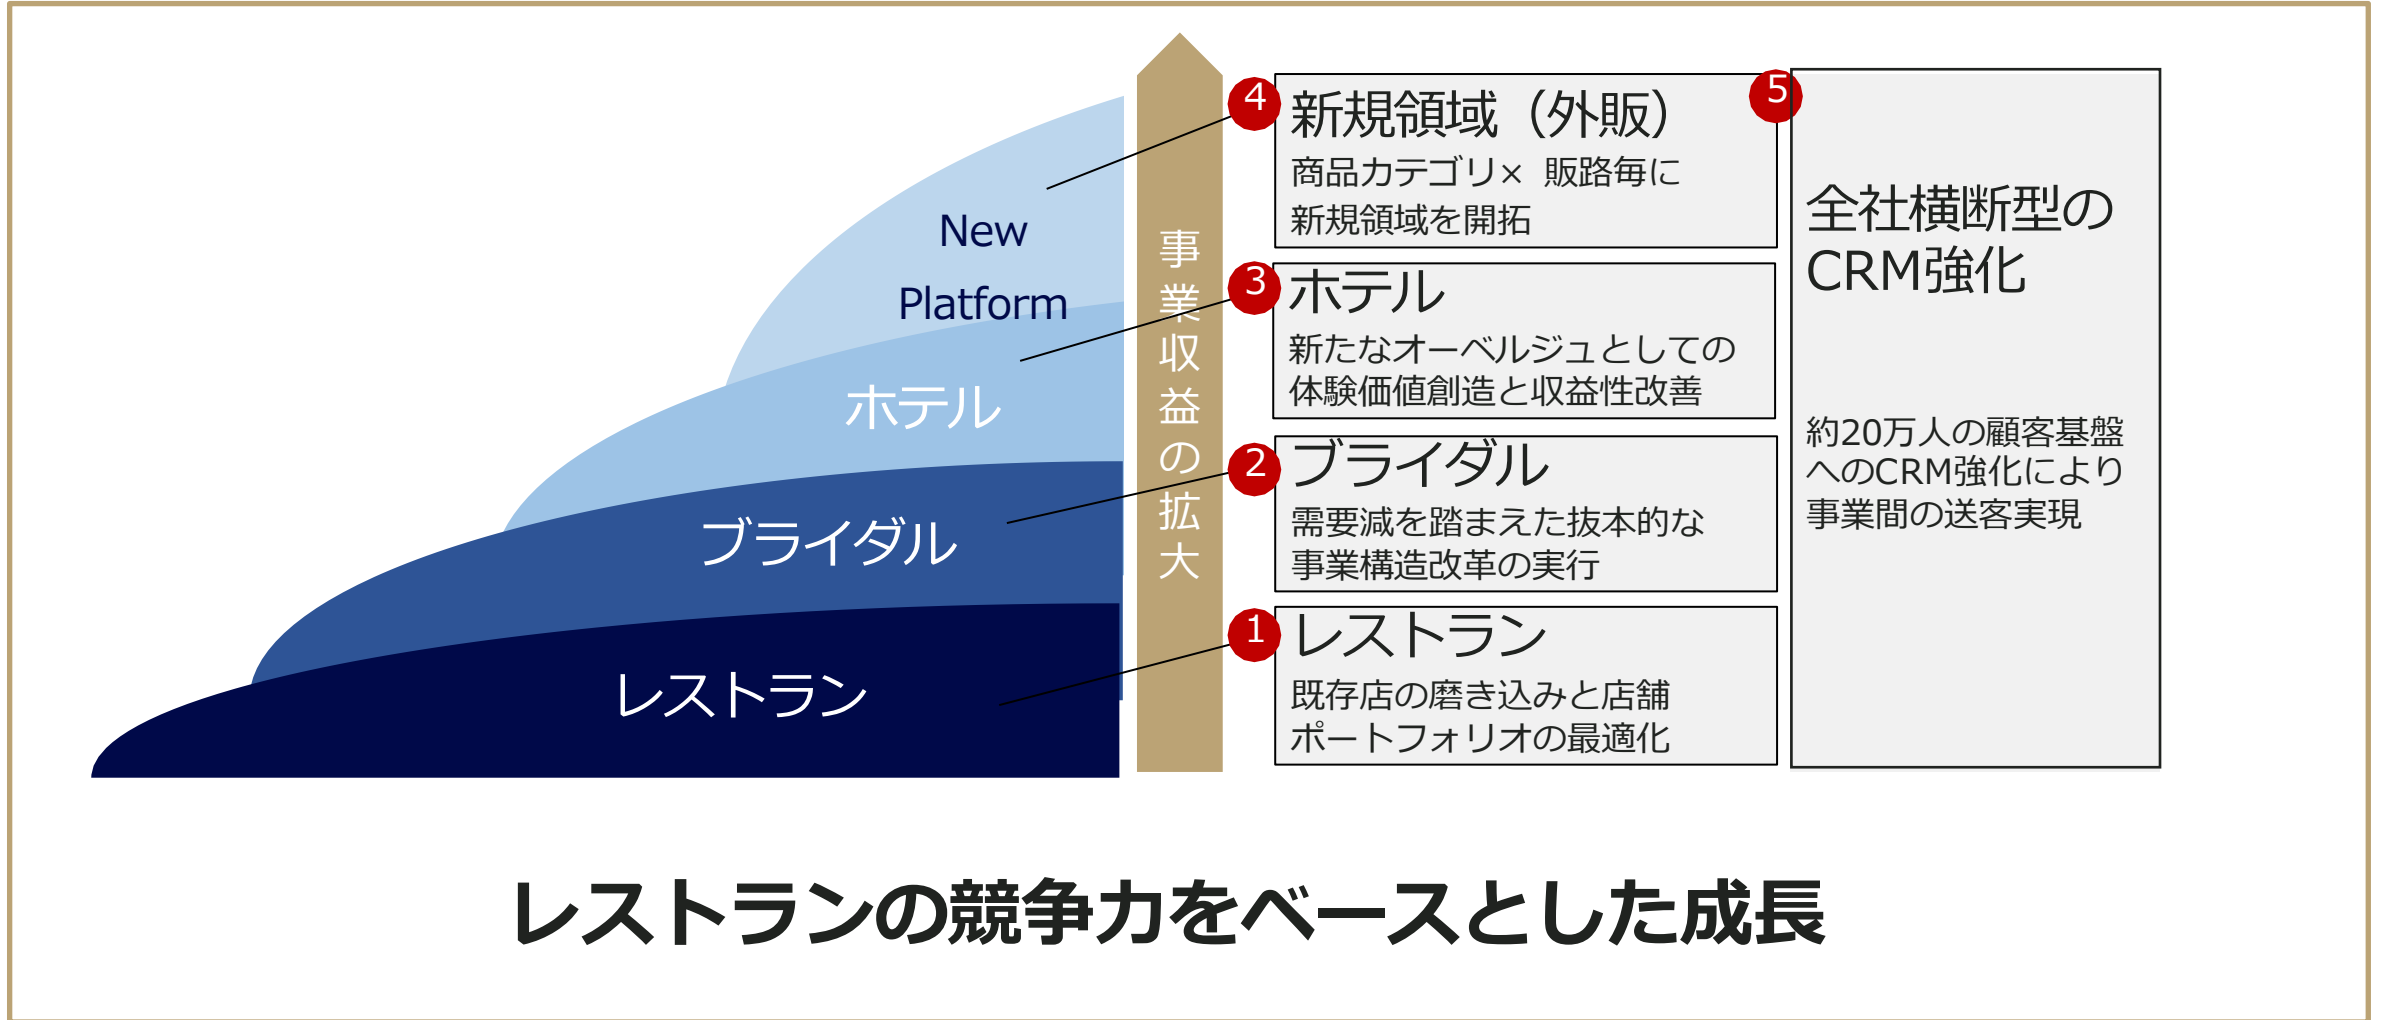 New
Platform
ホテル
ブライダル
レストラン
事業収益の拡大
4
新規領域（外販）
商品カテゴリ× 販路毎に
新規領域を開拓
3
ホテル
新たなオーベルジュとしての
体験価値創造と収益性改善
2
ブライダル
需要減を踏まえた抜本的な
事業構造改革の実行
1
レストラン
既存店の磨き込みと店舗
ポートフォリオの最適化
5
全社横断型の
CRM強化
約20万人の顧客基盤
へのCRM強化により
事業間の送客実現
レストランの競争力をベースとした成長